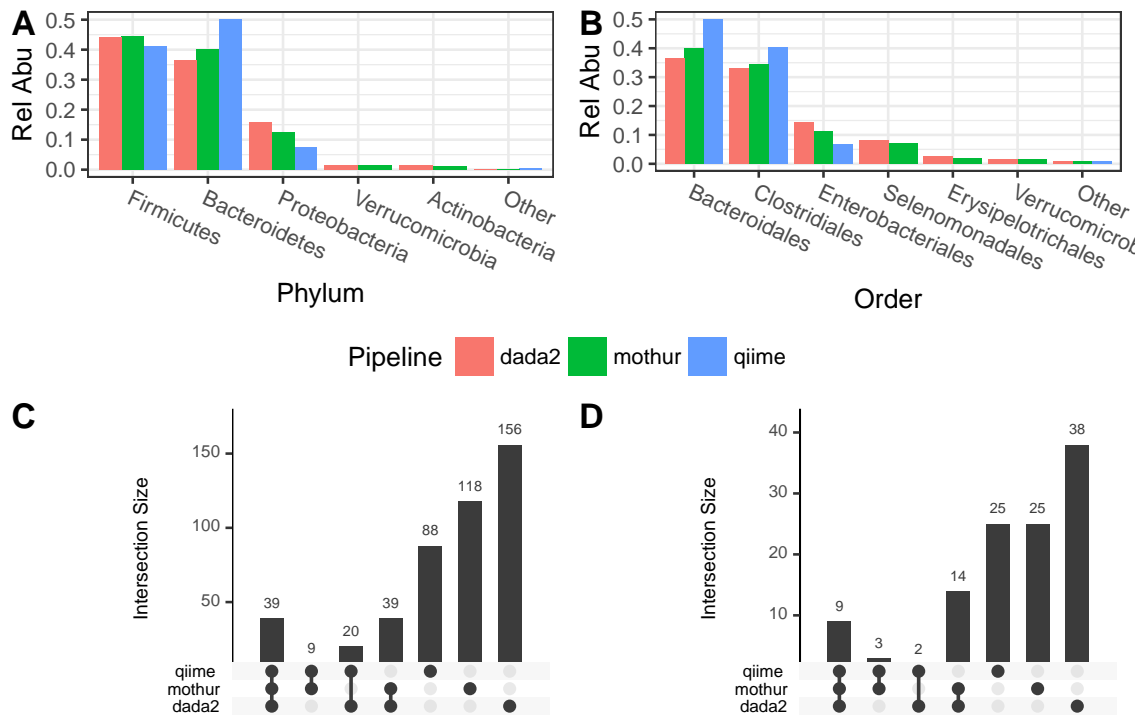 A
B
Rel Abu
0.5
0.4
0.3
0.2
0.1
0.0
Firmicutes
Bacteroidetes
Proteobacteria
Verrucomicrobia
Actinobacteria
Other
Phylum
Rel Abu
0.5
0.4
0.3
0.2
0.1
0.0
Bacteroidales
Clostridiales
Enterobacteriales
Selenomonadales
Erysipelotrichales
Verrucomicrob
Other
Order
Pipeline dada2 mothur qiime
C
Intersection Size
150
100
50
39
9
20
39
88
118
156
qiime
mothur
dada2
D
Intersection Size
40
30
20
10
9
3
2
14
25
25
38
qiime
mothur
dada2